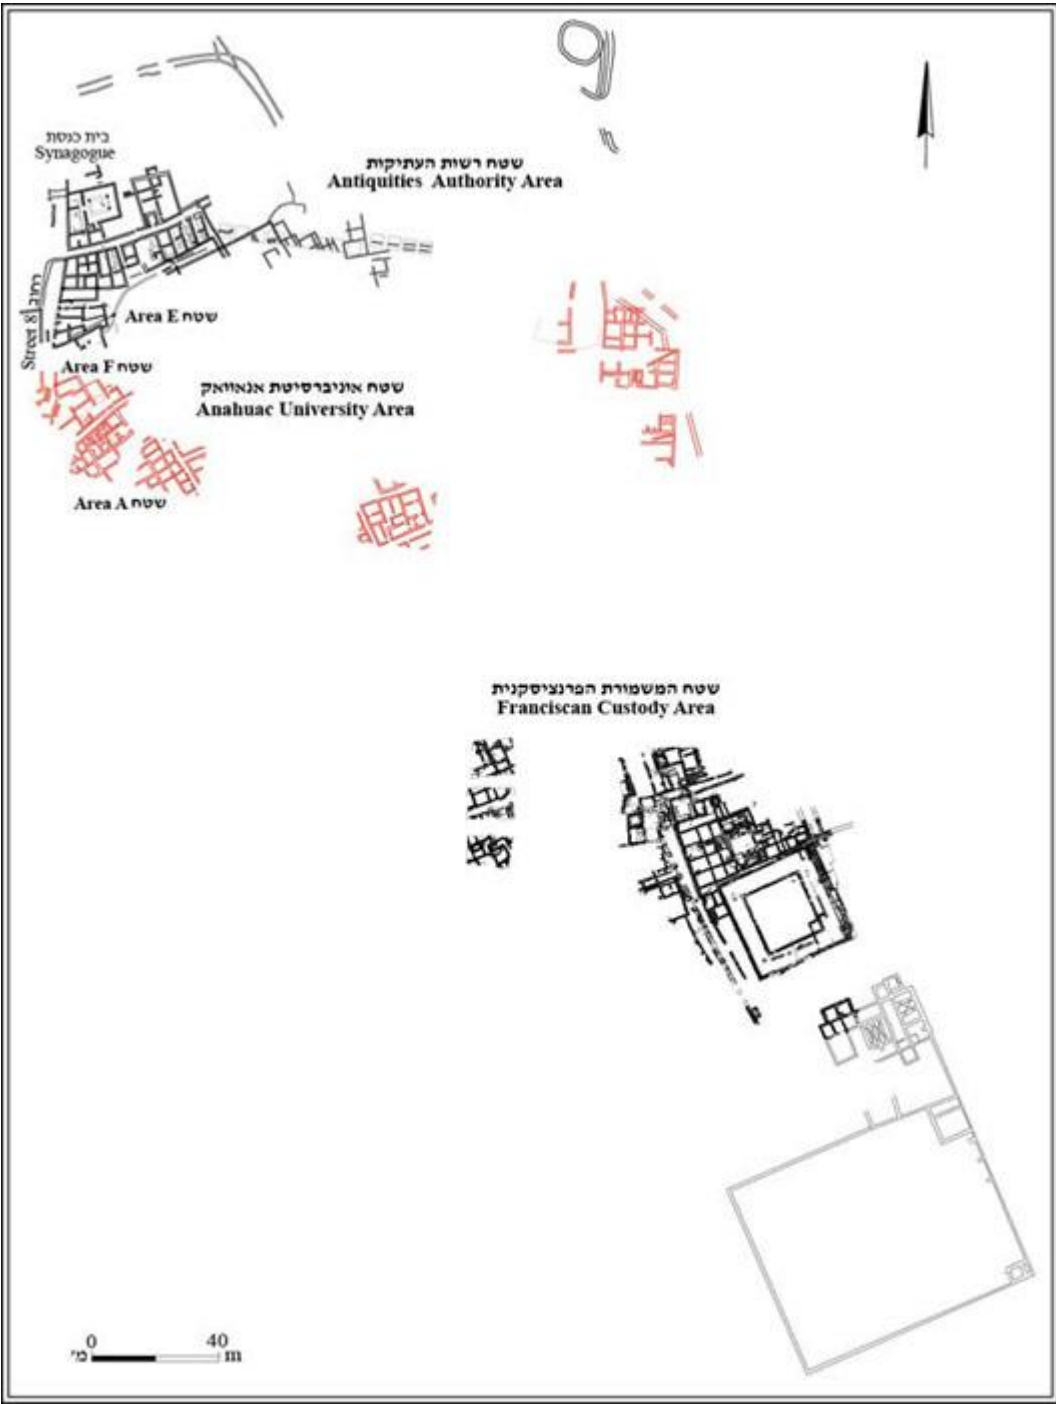 בית כנסת
Synagogue
שטח רשות העתיקות
Antiquities Authority Area
רחוב
Street 8
Area E שטח
Area F שטח
שטח אוניברסיטת אנאוואק
Anahuac University Area
Area A שטח
שטח המשמורת הפרנציסקנית
Franciscan Custody Area
0 40
מ' m